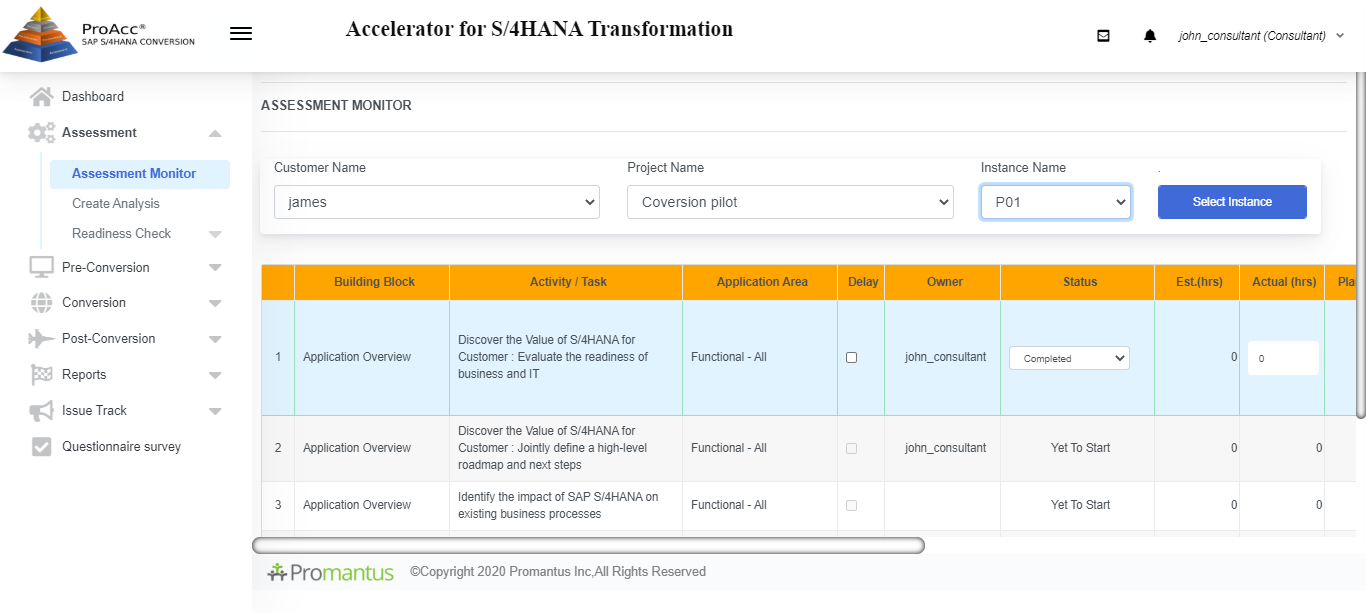 ProAcc®
SAP S/4HANA CONVERSION
Accelerator for S/4HANA Transformation
john_consultant (Consultant)
Dashboard
Assessment
Assessment Monitor
Create Analysis
Readiness Check
Pre-Conversion
Conversion
Post-Conversion
Reports
Issue Track
Questionnaire survey
ASSESSMENT MONITOR
Customer Name Project Name Instance Name .
james Coversion pilot P01 Select Instance
Building Block Activity / Task Application Area Delay Owner Status Est.(hrs) Actual (hrs) Pla
Discover the Value of S/4HANA for
1 Application Overview Customer : Evaluate the readiness of Functional - All john_consultant Completed 0 0
business and IT
Discover the Value of S/4HANA for
2 Application Overview Customer : Jointly define a high-level Functional - All john_consultant Yet To Start 0 0
roadmap and next steps
Identify the impact of SAP S/4HANA on
3 Application Overview existing business processes Functional - All Yet To Start 0 0
Promantus ©Copyright 2020 Promantus Inc,All Rights Reserved